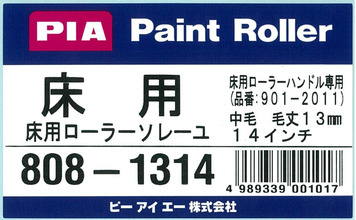 PIA Paint Roller
床用
床用ローラーソレーユ
床用ローラーハンドル専用
(品番:901-2011)
中毛 毛丈13mm
14インチ
808-1314
4 989339 001017
ピー アイ エー 株式会社